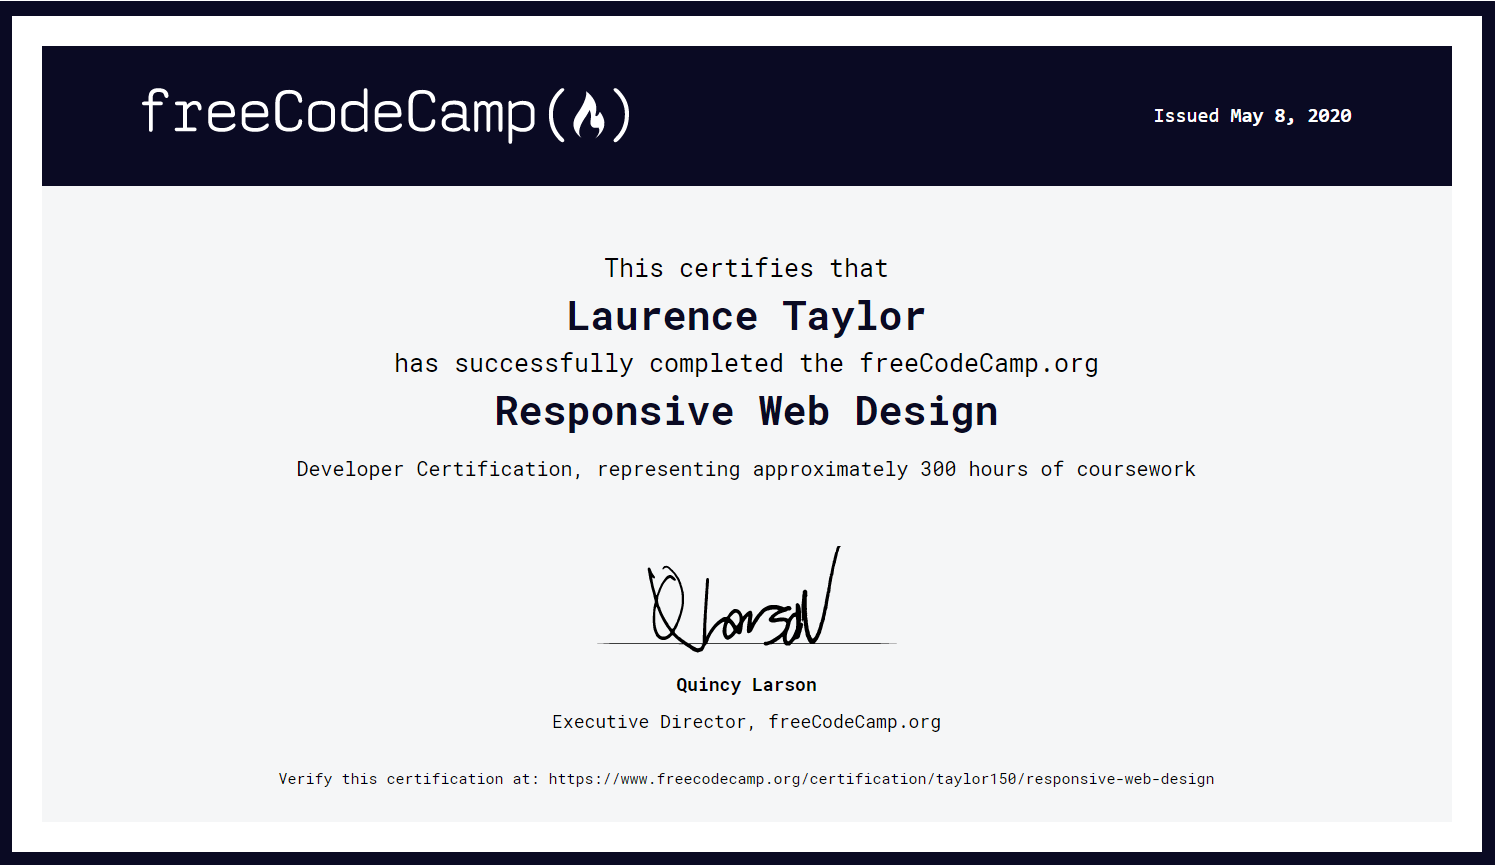 freeCodeCamp(🔥)
Issued May 8, 2020
This certifies that
Laurence Taylor
has successfully completed the freeCodeCamp.org
Responsive Web Design
Developer Certification, representing approximately 300 hours of coursework
Q Larson
Quincy Larson
Executive Director, freeCodeCamp.org
Verify this certification at: https://www.freecodecamp.org/certification/taylor150/responsive-web-design